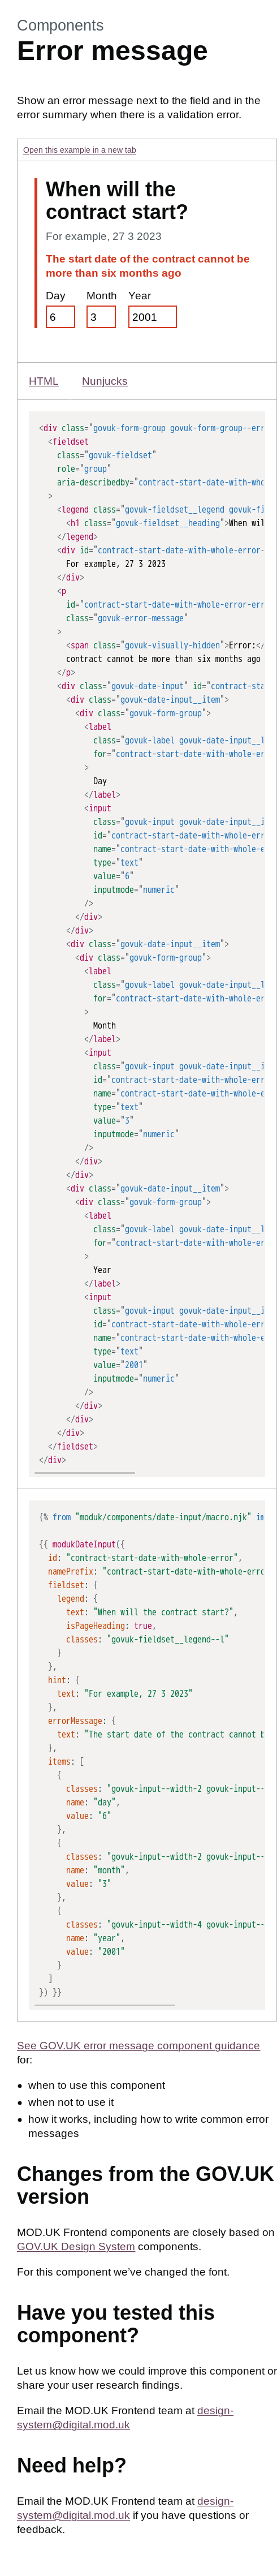 Components
Error message
Show an error message next to the field and in the
error summary when there is a validation error.
Open this example in a new tab
When will the
contract start?
For example, 27 3 2023
The start date of the contract cannot be
more than six months ago
Day Month Year
6 3 2001
HTML Nunjucks
<div class="govuk-form-group govuk-form-group--err
<fieldset
class="govuk-fieldset"
role="group"
aria-describedby="contract-start-date-with-who
>
<legend class="govuk-fieldset__legend govuk-fi
<h1 class="govuk-fieldset__heading">When wil
</legend>
<div id="contract-start-date-with-whole-error-
For example, 27 3 2023
</div>
<p
id="contract-start-date-with-whole-error-err
class="govuk-error-message"
>
<span class="govuk-visually-hidden">Error:</
contract cannot be more than six months ago
</p>
<div class="govuk-date-input" id="contract-sta
<div class="govuk-date-input__item">
<div class="govuk-form-group">
<label
class="govuk-label govuk-date-input__l
for="contract-start-date-with-whole-er
>
Day
</label>
<input
class="govuk-input govuk-date-input__i
id="contract-start-date-with-whole-err
name="contract-start-date-with-whole-e
type="text"
value="6"
inputmode="numeric"
/>
</div>
</div>
<div class="govuk-date-input__item">
<div class="govuk-form-group">
<label
class="govuk-label govuk-date-input__l
for="contract-start-date-with-whole-er
>
Month
</label>
<input
class="govuk-input govuk-date-input__i
id="contract-start-date-with-whole-err
name="contract-start-date-with-whole-e
type="text"
value="3"
inputmode="numeric"
/>
</div>
</div>
<div class="govuk-date-input__item">
<div class="govuk-form-group">
<label
class="govuk-label govuk-date-input__l
for="contract-start-date-with-whole-er
>
Year
</label>
<input
class="govuk-input govuk-date-input__i
id="contract-start-date-with-whole-err
name="contract-start-date-with-whole-e
type="text"
value="2001"
inputmode="numeric"
/>
</div>
</div>
</div>
</fieldset>
</div>
{% from "moduk/components/date-input/macro.njk" im
{{ modukDateInput({
id: "contract-start-date-with-whole-error",
namePrefix: "contract-start-date-with-whole-erro
fieldset: {
legend: {
text: "When will the contract start?",
isPageHeading: true,
classes: "govuk-fieldset__legend--l"
}
},
hint: {
text: "For example, 27 3 2023"
},
errorMessage: {
text: "The start date of the contract cannot b
},
items: [
{
classes: "govuk-input--width-2 govuk-input--
name: "day",
value: "6"
},
{
classes: "govuk-input--width-2 govuk-input--
name: "month",
value: "3"
},
{
classes: "govuk-input--width-4 govuk-input--
name: "year",
value: "2001"
}
]
}) }}
See GOV.UK error message component guidance
for:
• when to use this component
• when not to use it
• how it works, including how to write common error
messages
Changes from the GOV.UK
version
MOD.UK Frontend components are closely based on
GOV.UK Design System components.
For this component we've changed the font.
Have you tested this
component?
Let us know how we could improve this component or
share your user research findings.
Email the MOD.UK Frontend team at design-
system@digital.mod.uk
Need help?
Email the MOD.UK Frontend team at design-
system@digital.mod.uk if you have questions or
feedback.